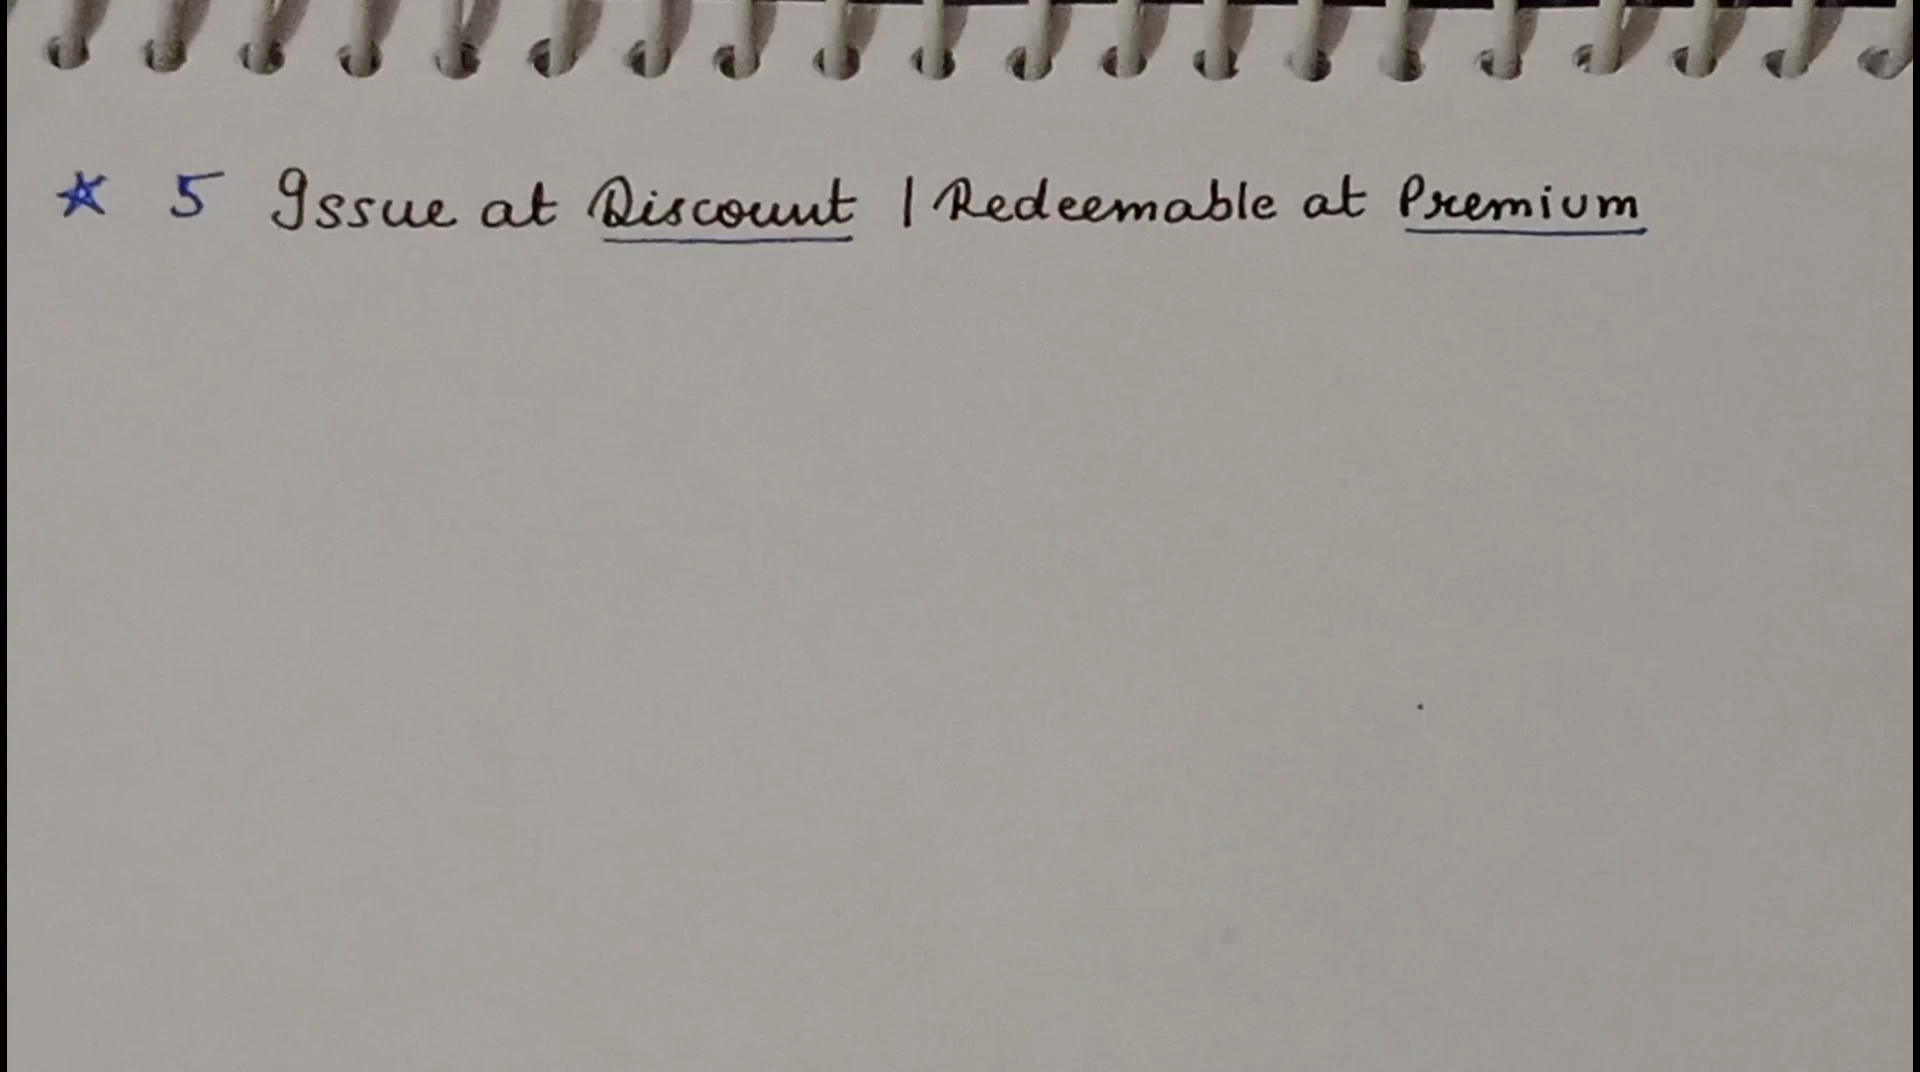 ☆ 5 Issue at Discount | Redeemable at Premium